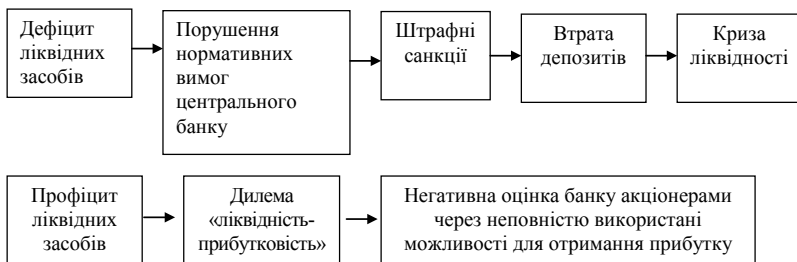 Дефіцит
ліквідних
засобів
Порушення
нормативних
вимог
центрального
банку
Штрафні
санкції
Втрата
депозитів
Криза
ліквідності
Профіцит
ліквідних
засобів
Дилема
«ліквідність-
прибутковість»
Негативна оцінка банку акціонерами
через неповністю використані
можливості для отримання прибутку